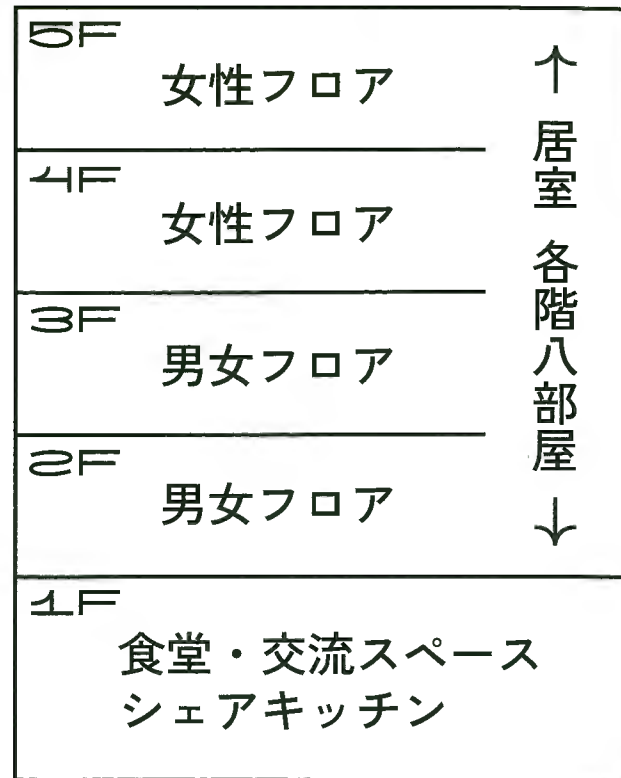 5F
女性フロア
4F
女性フロア
3F
男女フロア
2F
男女フロア
↑ 居室 各階八部屋 ↓
1F
食堂・交流スペース
シェアキッチン